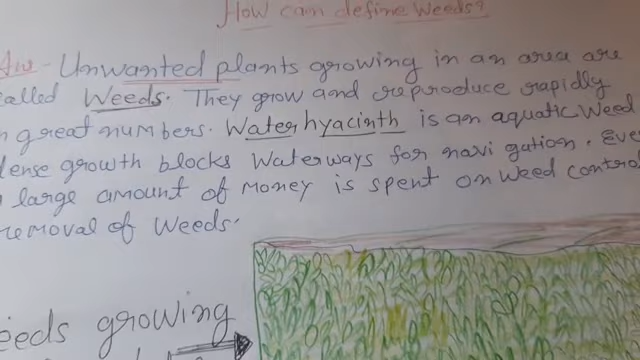 How can define Weeds?
Ans - Unwanted plants growing in an area are
called Weeds. They grow and reproduce rapidly
in great numbers. Water hyacinth is an aquatic weed
dense growth blocks Waterways for navigation. Eve
large amount of money is spent on weed control
removal of Weeds.
eeds growing